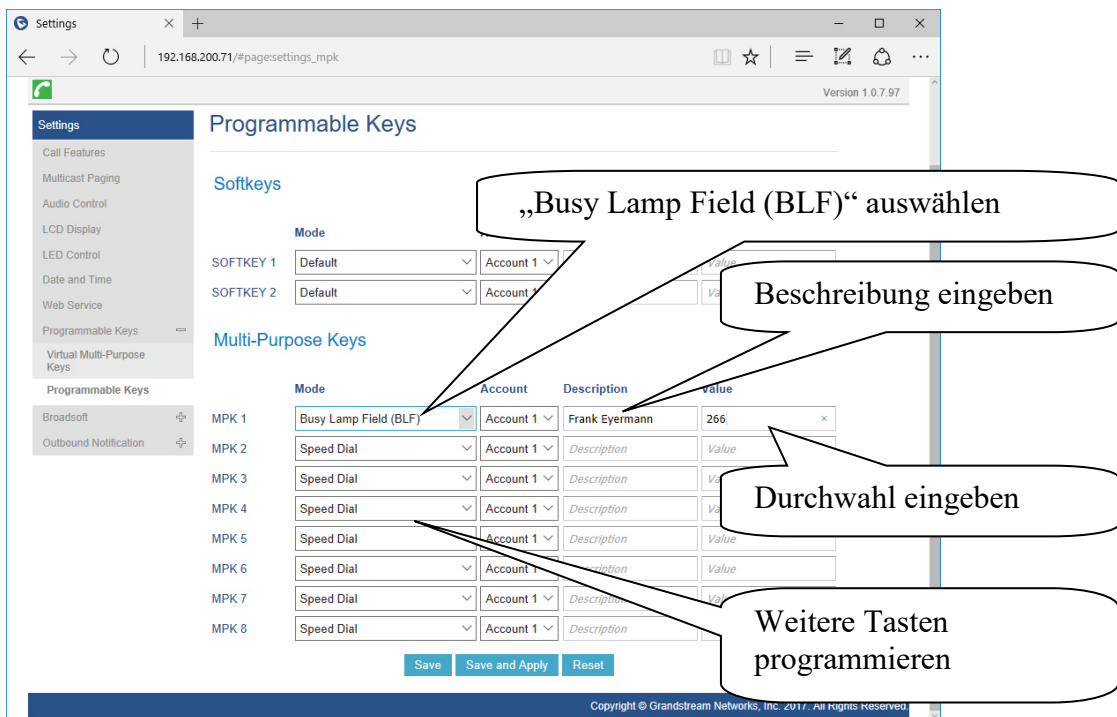 Settings
192.168.200.71/#page:settings_mpk
Version 1.0.7.97
Settings
Call Features
Multicast Paging
Audio Control
LCD Display
LED Control
Date and Time
Web Service
Programmable Keys
Virtual Multi-Purpose
Keys
Programmable Keys
Broadsoft
Outbound Notification
Programmable Keys
Softkeys
„Busy Lamp Field (BLF)“ auswählen
Mode
SOFTKEY 1 Default Account 1 Value
SOFTKEY 2 Default Account 1
Beschreibung eingeben
Multi-Purpose Keys
Mode Account Description Value
MPK 1 Busy Lamp Field (BLF) Account 1 Frank Eyermann 266
MPK 2 Speed Dial Account 1 Description Value
MPK 3 Speed Dial Account 1 Description
MPK 4 Speed Dial Account 1 Description
MPK 5 Speed Dial Account 1 Description Value
MPK 6 Speed Dial Account 1 Description Value
MPK 7 Speed Dial Account 1 Description
MPK 8 Speed Dial Account 1 Description
Durchwahl eingeben
Weitere Tasten
programmieren
Save Save and Apply Reset
Copyright © Grandstream Networks, Inc. 2017. All Rights Reserved.